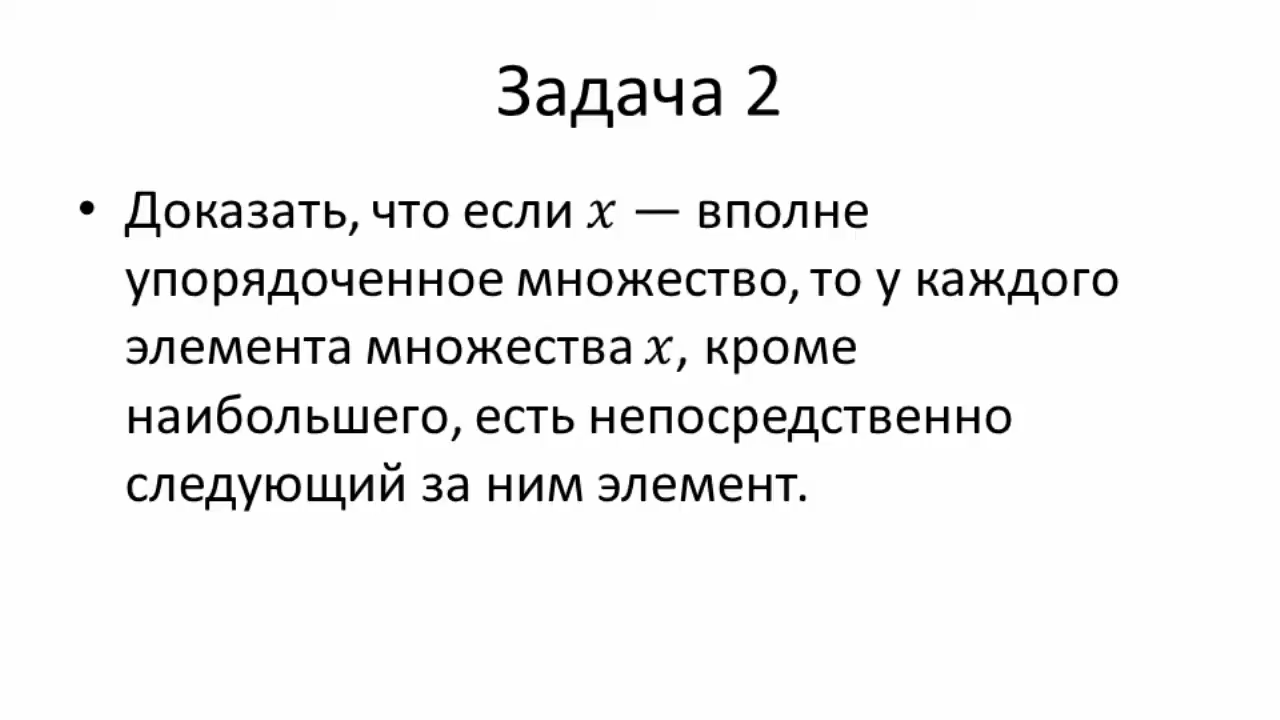 Задача 2
• Доказать, что если 𝑥 — вполне
упорядоченное множество, то у каждого
элемента множества 𝑥, кроме
наибольшего, есть непосредственно
следующий за ним элемент.